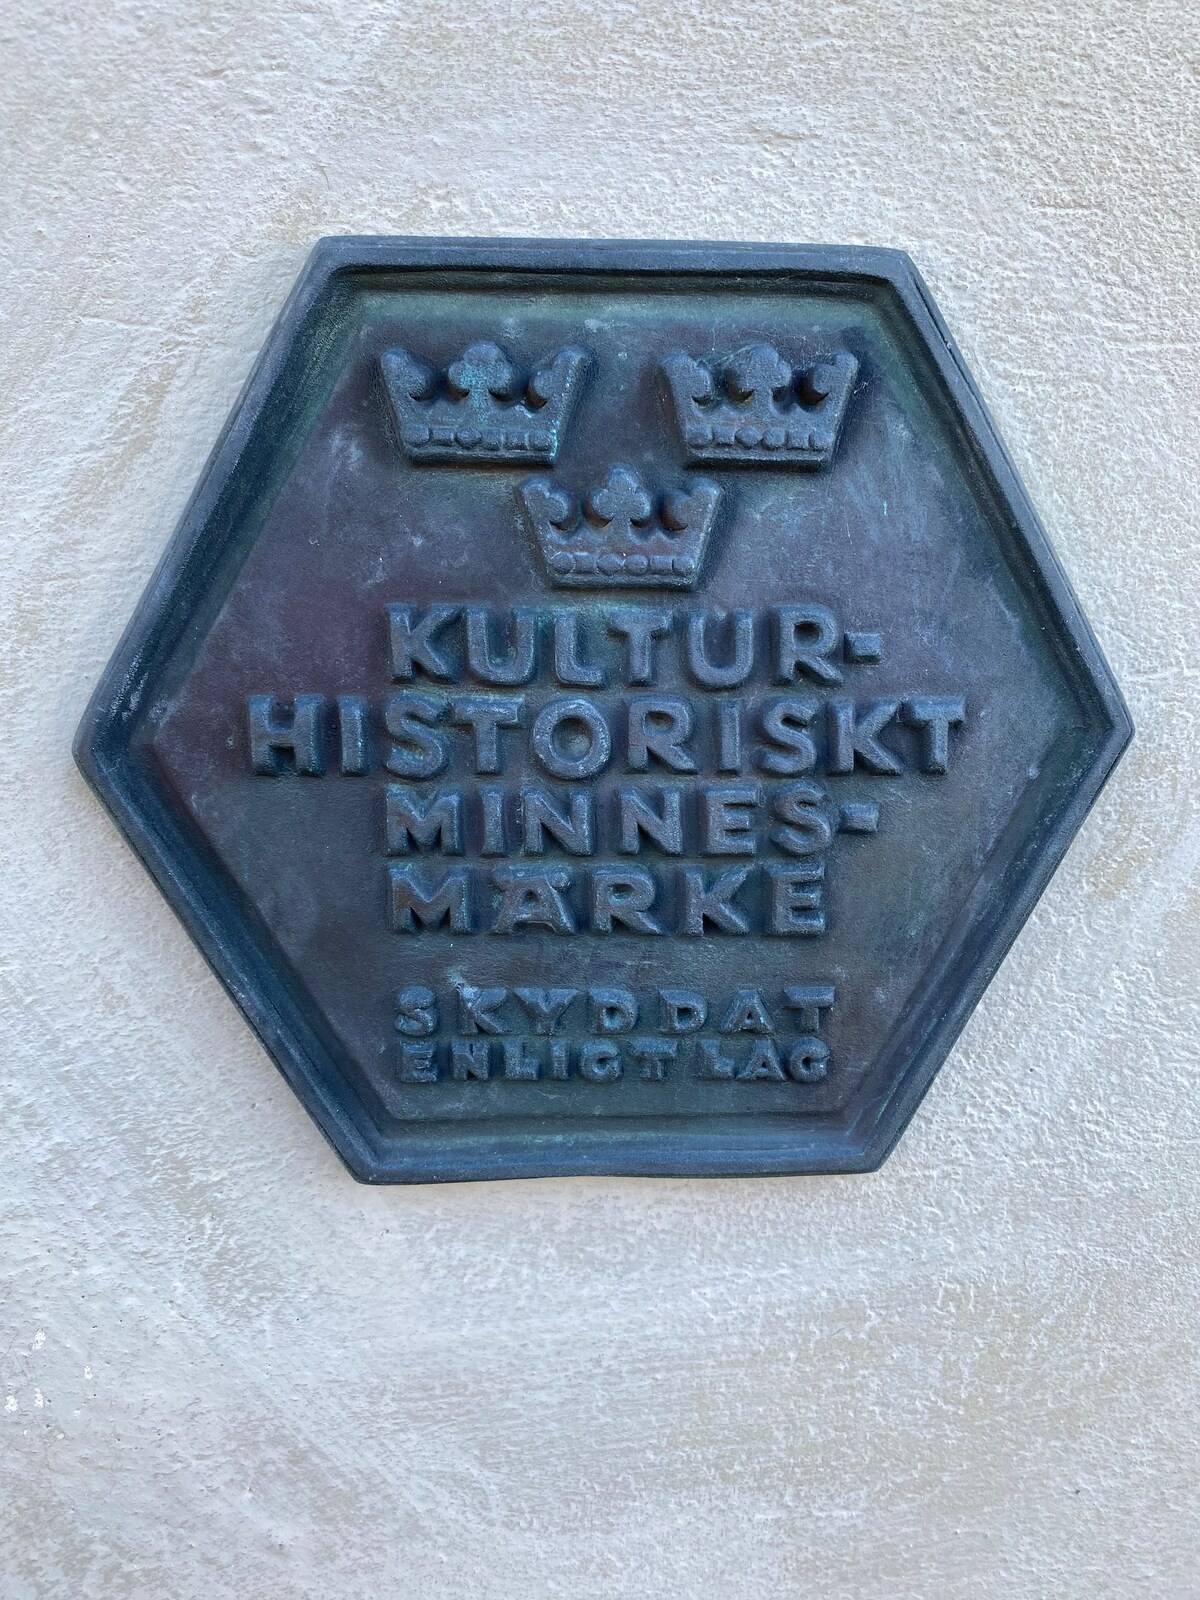 KULTUR-
HISTORISKT
MINNES-
MÄRKE
SKYDDAT
ENLIGT LAG